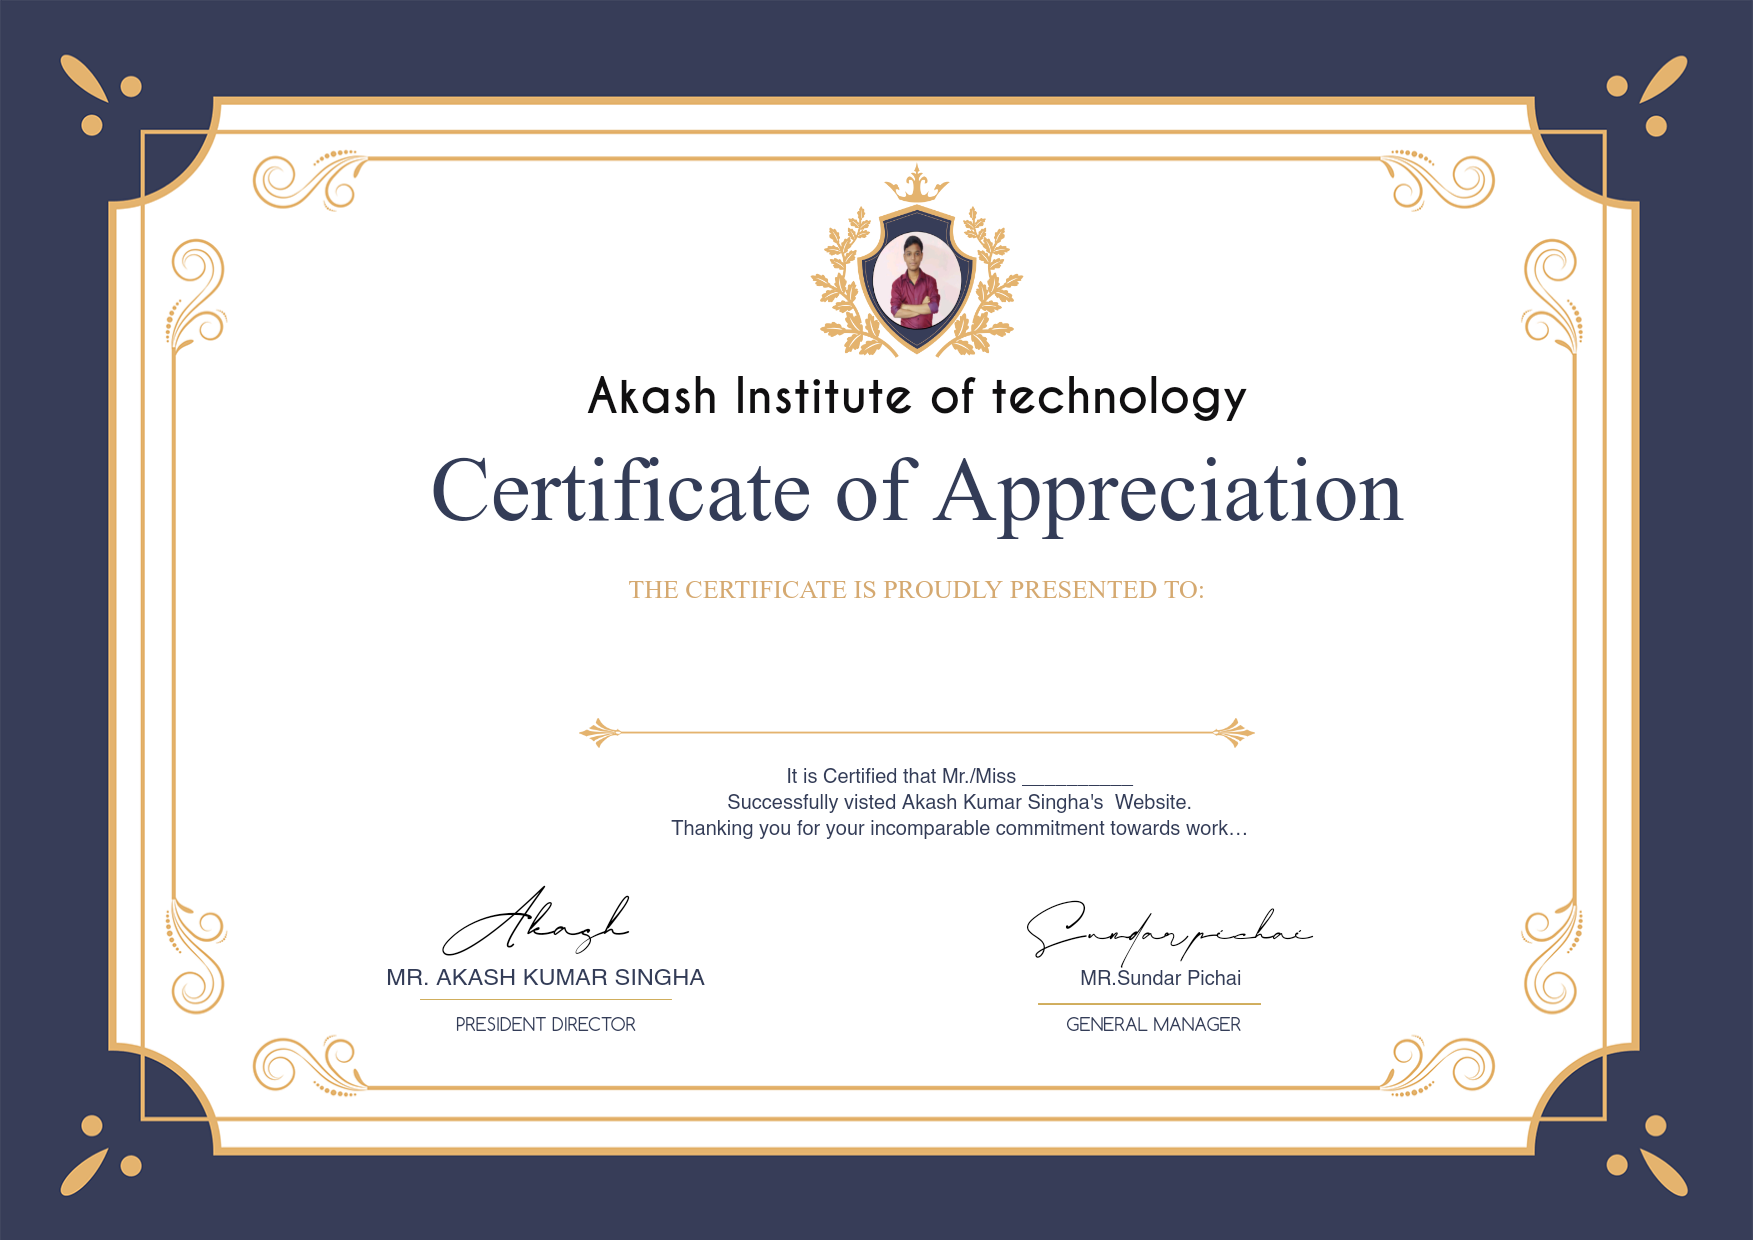 Akash Institute of technology
Certificate of Appreciation
THE CERTIFICATE IS PROUDLY PRESENTED TO:
It is Certified that Mr./Miss __________
Successfully visted Akash Kumar Singha's  Website.
Thanking you for your incomparable commitment towards work…
Akash
MR. AKASH KUMAR SINGHA
PRESIDENT DIRECTOR
Sundar pichai
MR.Sundar Pichai
GENERAL MANAGER